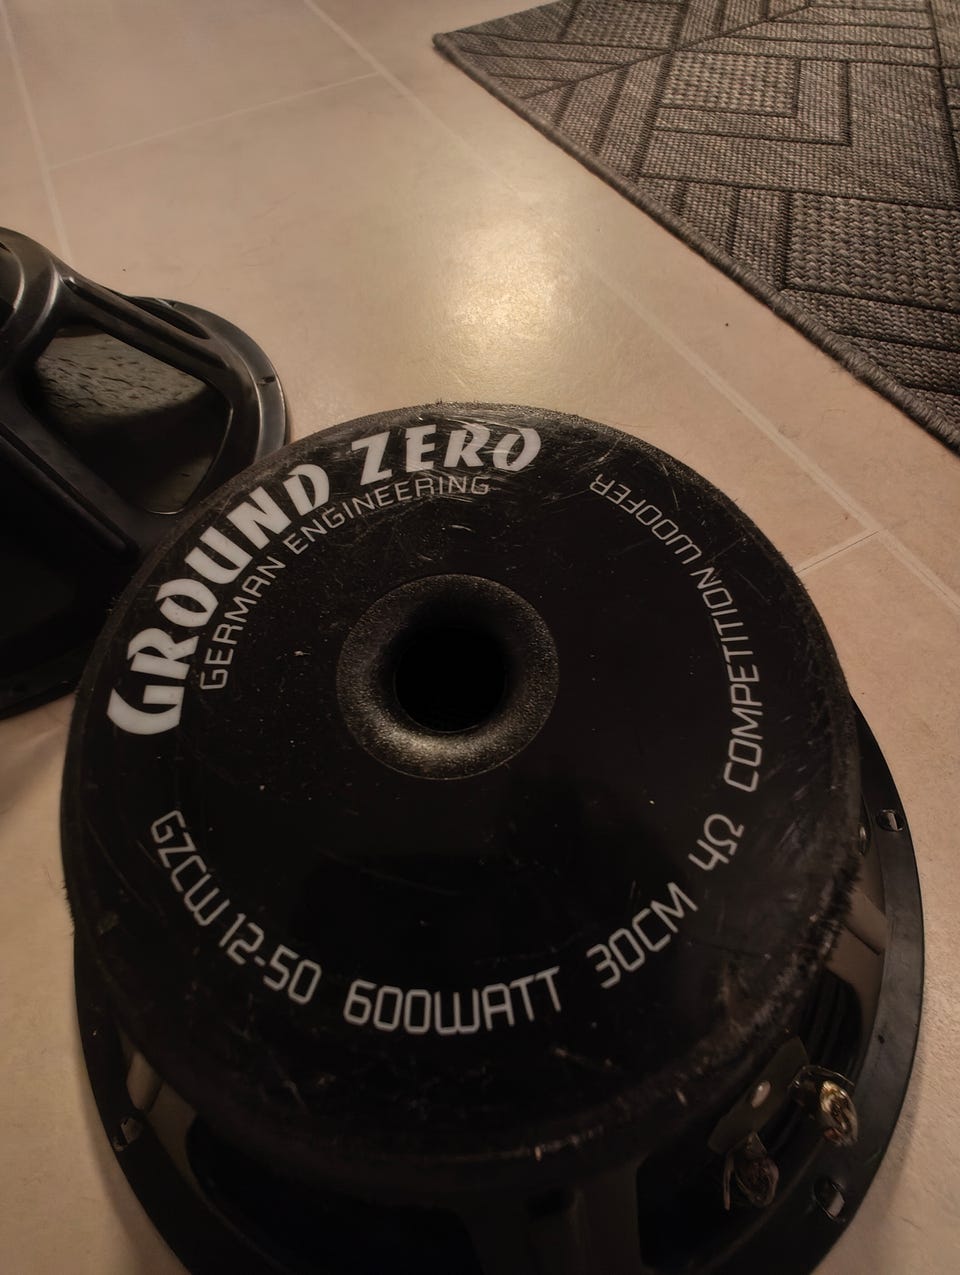 GROUND ZERO
GERMAN ENGINEERING
GZCW 12-50 600WATT 30CM 4Ω COMPETITION WOOFER